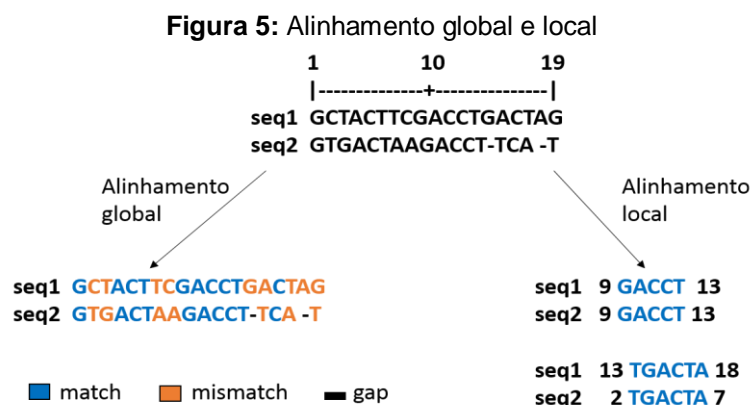 Figura 5: Alinhamento global e local
1 10 19
|--------------+---------------|
seq1 GCTACTTCGACCTGACTAG
seq2 GTGACTAAGACCT-TCA -T
Alinhamento global
Alinhamento local
seq1 GCTACTTCGACCTGACTAG
seq2 GTGACTAAGACCT-TCA -T
match mismatch gap
seq1 9 GACCT 13
seq2 9 GACCT 13
seq1 13 TGACTA 18
seq2 2 TGACTA 7